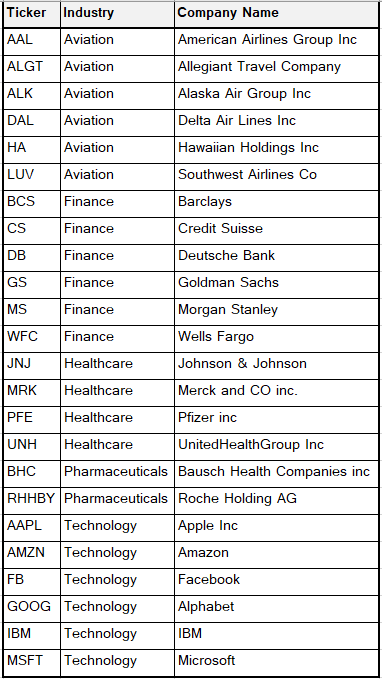 Ticker Industry Company Name
AAL Aviation American Airlines Group Inc
ALGT Aviation Allegiant Travel Company
ALK Aviation Alaska Air Group Inc
DAL Aviation Delta Air Lines Inc
HA Aviation Hawaiian Holdings Inc
LUV Aviation Southwest Airlines Co
BCS Finance Barclays
CS Finance Credit Suisse
DB Finance Deutsche Bank
GS Finance Goldman Sachs
MS Finance Morgan Stanley
WFC Finance Wells Fargo
JNJ Healthcare Johnson & Johnson
MRK Healthcare Merck and CO inc.
PFE Healthcare Pfizer inc
UNH Healthcare UnitedHealthGroup Inc
BHC Pharmaceuticals Bausch Health Companies inc
RHHBY Pharmaceuticals Roche Holding AG
AAPL Technology Apple Inc
AMZN Technology Amazon
FB Technology Facebook
GOOG Technology Alphabet
IBM Technology IBM
MSFT Technology Microsoft